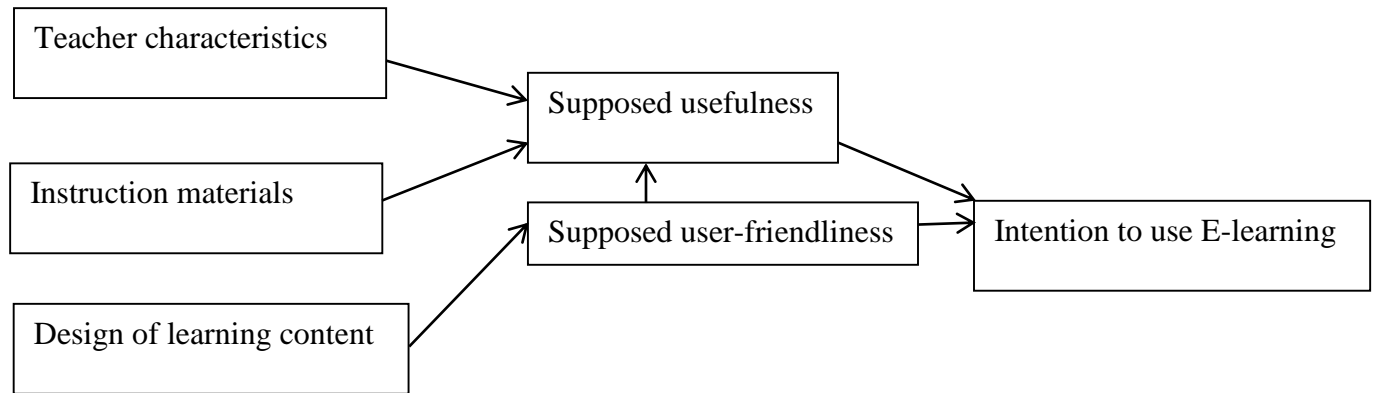 Teacher characteristics
Supposed usefulness
Instruction materials
Supposed user-friendliness
Intention to use E-learning
Design of learning content